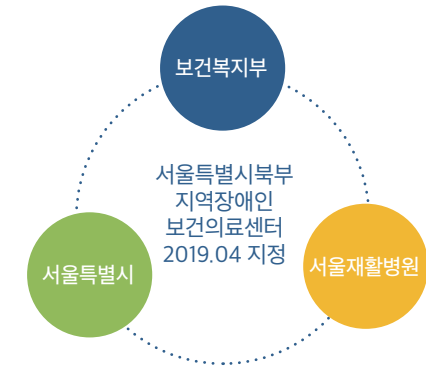 보건복지부
서울특별시북부
지역장애인
보건의료센터
2019.04 지정
서울특별시
서울재활병원